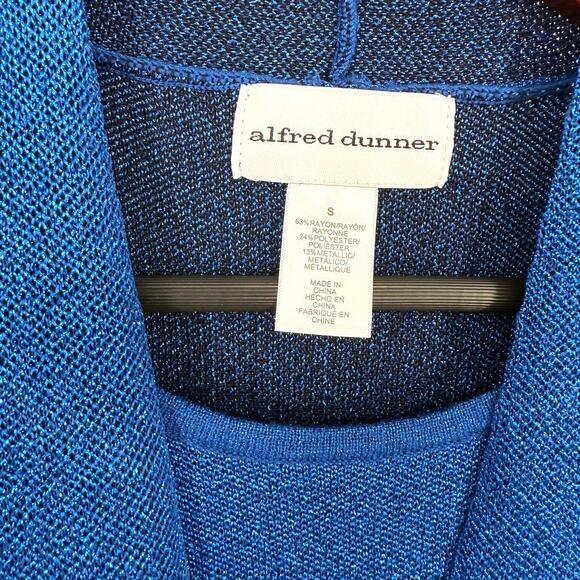 alfred dunner
S
63%RAYON/RAYÓN/
RAYONNE
24%POLYESTER/
POLIÉSTER
13%METALLIC/
METÁLICO/
METALLIQUE
MADE IN
CHINA
HECHO EN
CHINA
FABRIQUÉ EN
CHINE